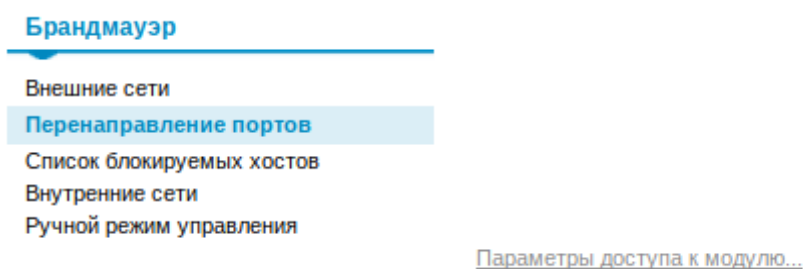 Брандмауэр
Внешние сети
Перенаправление портов
Список блокируемых хостов
Внутренние сети
Ручной режим управления
Параметры доступа к модулю...